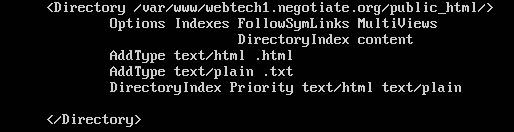 <Directory /var/www/webtech1.negotiate.org/public_html/>
Options Indexes FollowSymLinks MultiViews
DirectoryIndex content
AddType text/html .html
AddType text/plain .txt
DirectoryIndex Priority text/html text/plain
</Directory>